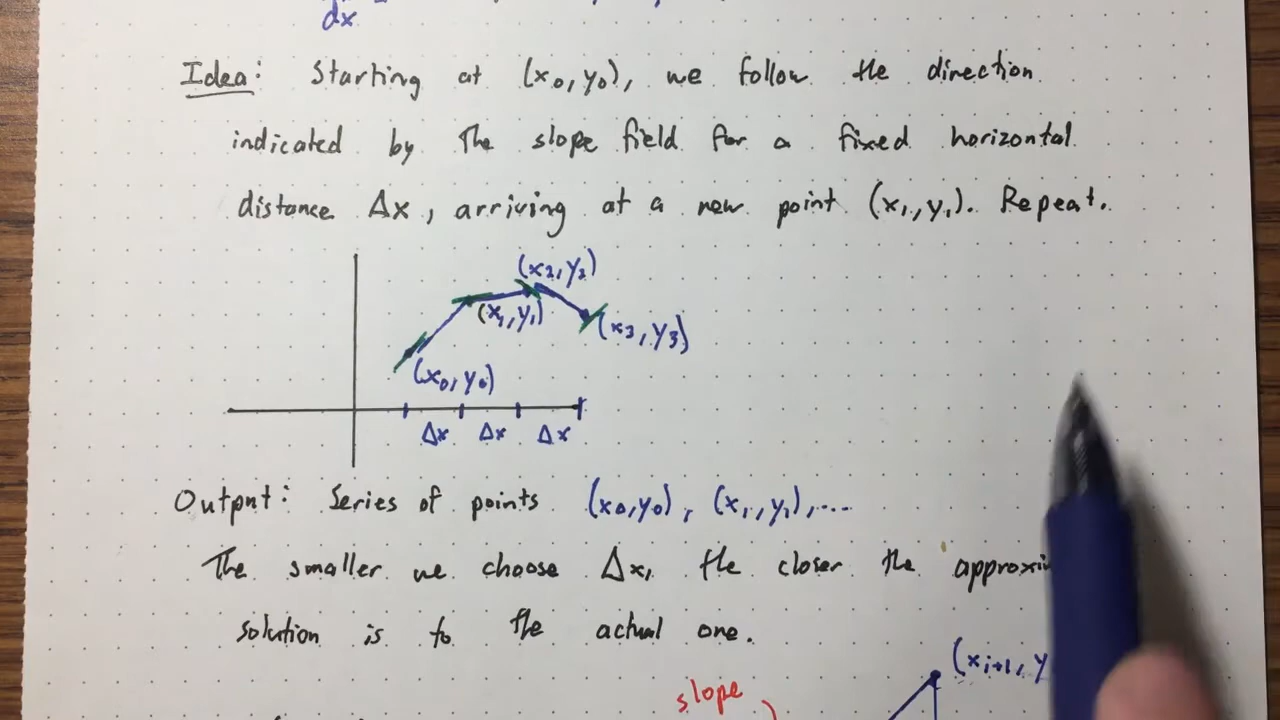 dx
Idea: Starting at (x₀, y₀), we follow the direction
indicated by the slope field for a fixed horizontal
distance Δx, arriving at a new point (x₁, y₁). Repeat.
(x₂, y₂)
(x₁, y₁)
(x₃, y₃)
(x₀, y₀)
Δx Δx Δx
Output: Series of points (x₀, y₀), (x₁, y₁), ....
The smaller we choose Δx, the closer the
solution is to the actual one.
(xᵢ₊₁, y
slope